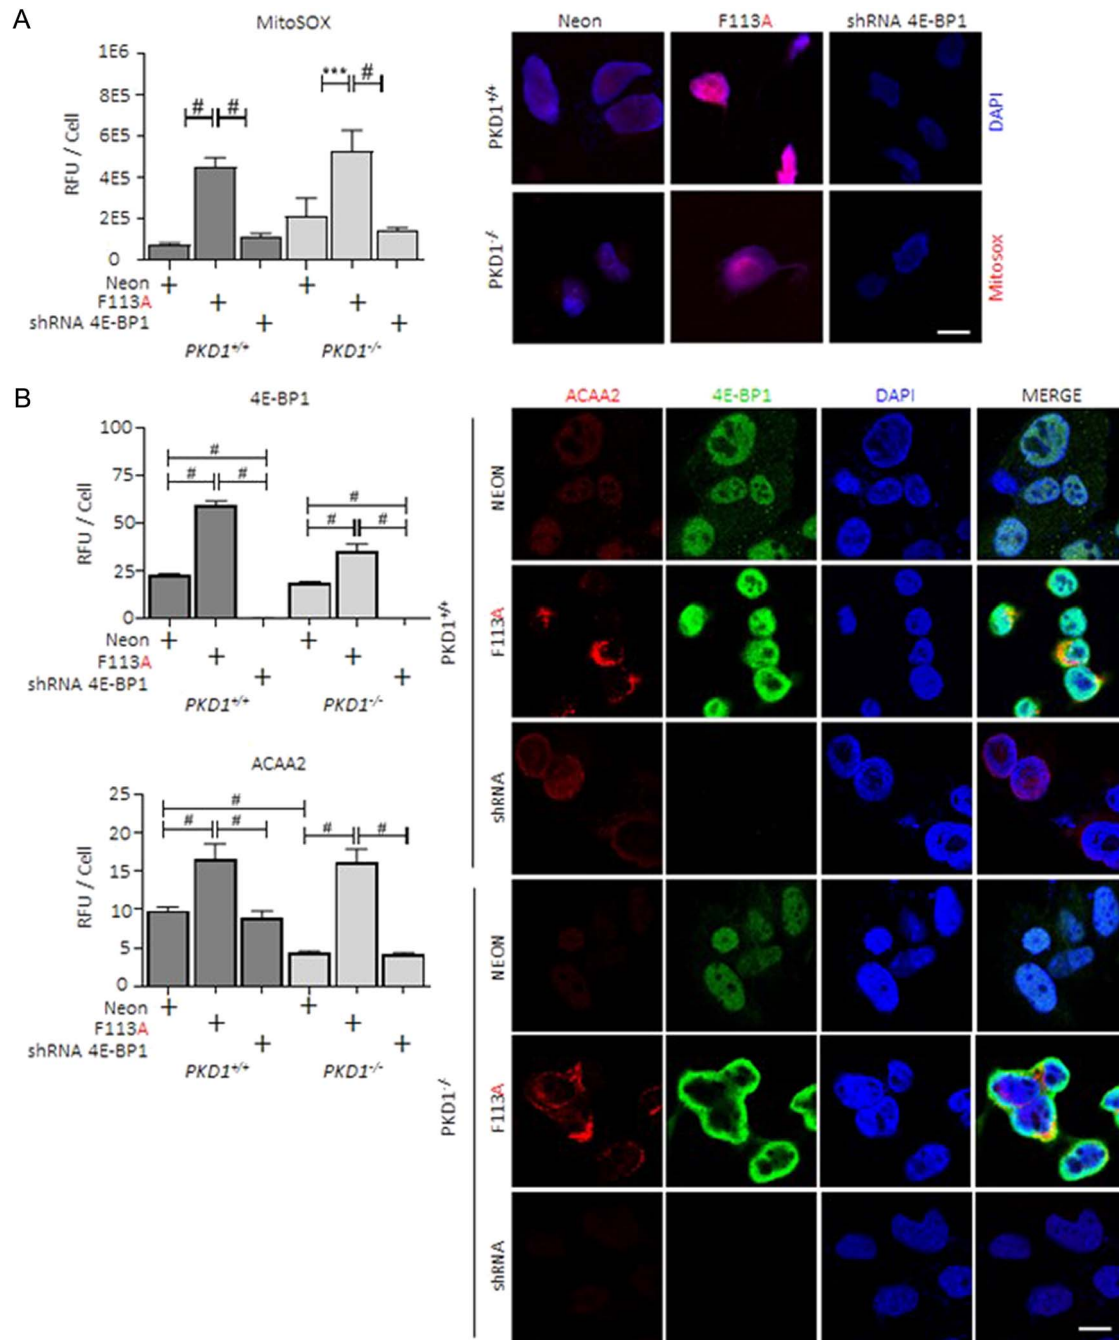 A
MitoSOX
RFU / Cell
1E6
8E5
6E5
4E5
2E5
0
# #
*** #
Neon +
+
F113A + +
shRNA 4E-BP1 + +
PKD1+/+ PKD1-/-
Neon F113A shRNA 4E-BP1
PKD1+/+
DAPI
PKD1-/-
Mitosox
B
4E-BP1
RFU / Cell
100
75
50
25
0
#
# #
#
# #
Neon + +
F113A + +
shRNA 4E-BP1 + +
PKD1+/+ PKD1-/-
ACAA2
RFU / Cell
25
20
15
10
5
0
#
# # # #
Neon + +
F113A + +
shRNA 4E-BP1 + +
PKD1+/+ PKD1-/-
ACAA2 4E-BP1 DAPI MERGE
PKD1+/+
NEON
F113A
shRNA
PKD1-/-
NEON
F113A
shRNA